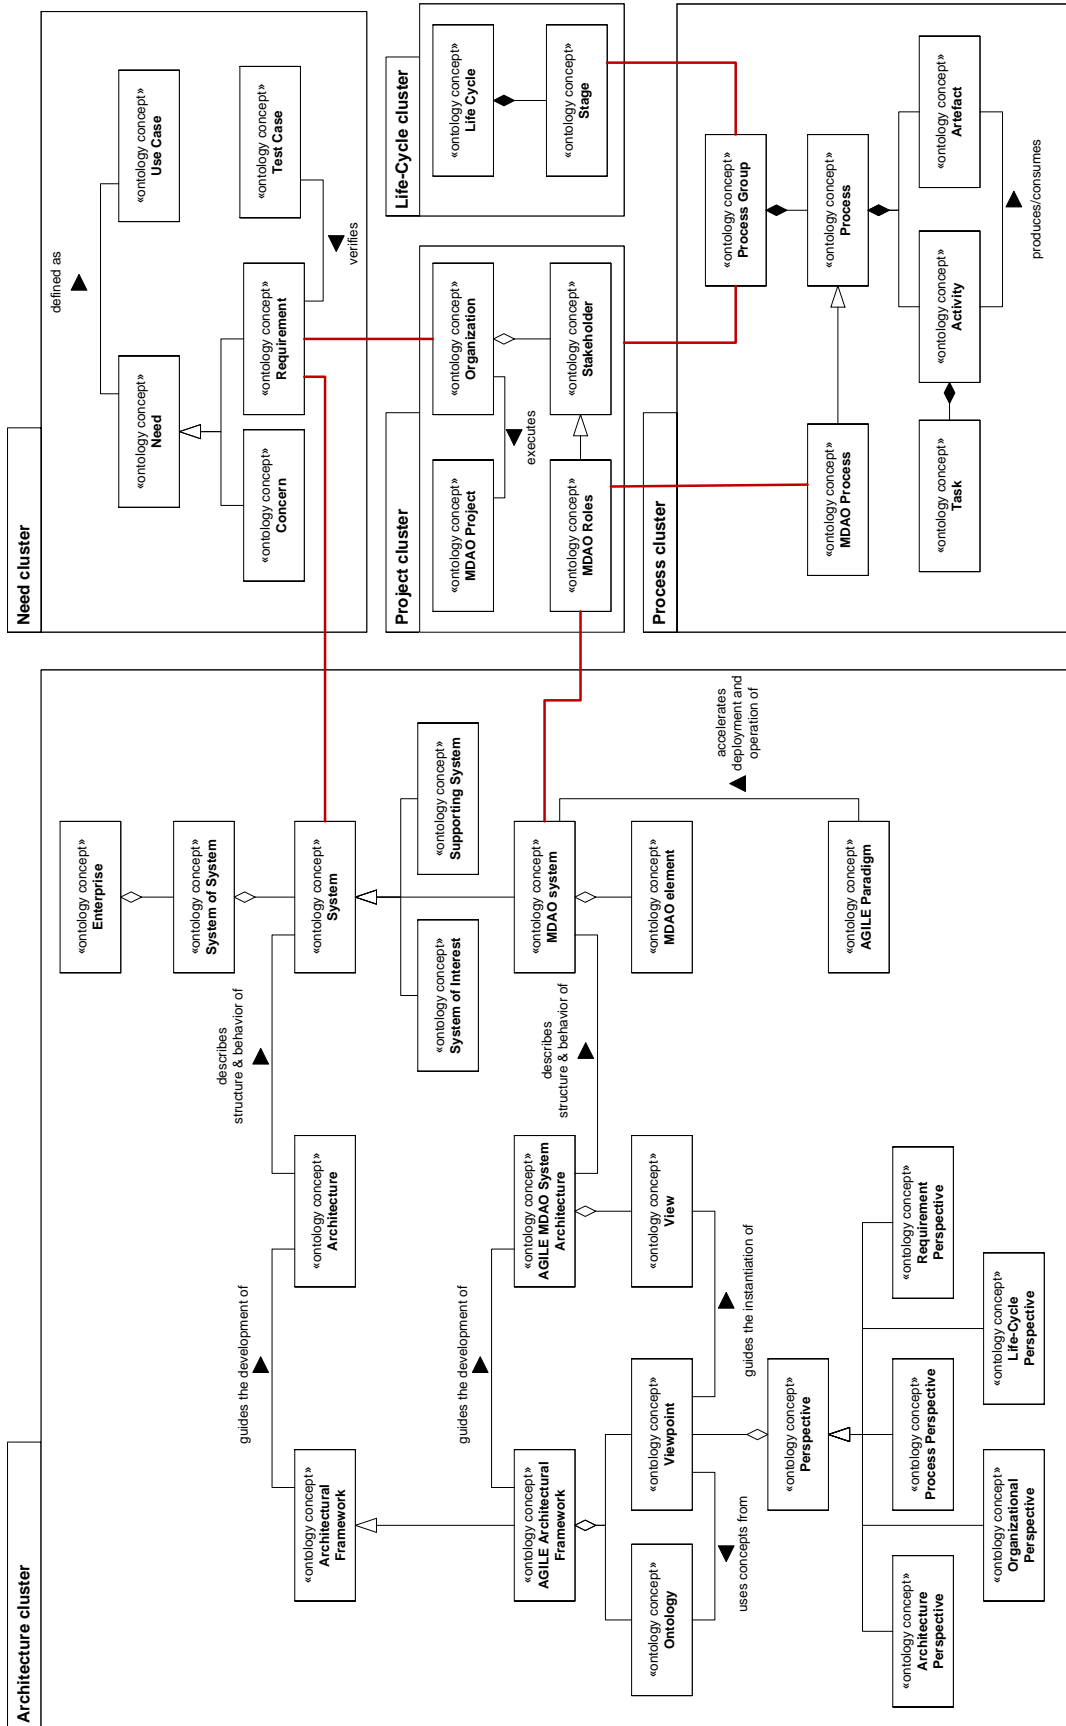 Architecture cluster
«ontology concept»
Enterprise
«ontology concept»
System of System
describes
structure & behavior of
guides the development of
«ontology concept»
Architectural
Framework
«ontology concept»
Architecture
«ontology concept»
System
«ontology concept»
System of Interest
«ontology concept»
Supporting System
describes
structure & behavior of
guides the development of
«ontology concept»
AGILE Architectural
Framework
«ontology concept»
AGILE MDAO System
Architecture
«ontology concept»
MDAO system
«ontology concept»
Ontology
«ontology concept»
Viewpoint
«ontology concept»
View
«ontology concept»
MDAO element
accelerates
deployment and
operation of
uses concepts from
guides the instantiation of
«ontology concept»
Perspective
«ontology concept»
AGILE Paradigm
«ontology concept»
Architecture
Perspective
«ontology concept»
Process Perspective
«ontology concept»
Requirement
Perspective
«ontology concept»
Organizational
Perspective
«ontology concept»
Life-Cycle
Perspective
Need cluster
defined as
«ontology concept»
Need
«ontology concept»
Use Case
«ontology concept»
Concern
«ontology concept»
Requirement
«ontology concept»
Test Case
verifies
Project cluster
«ontology concept»
MDAO Project
«ontology concept»
Organization
executes
«ontology concept»
MDAO Roles
«ontology concept»
Stakeholder
Life-Cycle cluster
«ontology concept»
Life Cycle
«ontology concept»
Stage
Process cluster
«ontology concept»
Process Group
«ontology concept»
MDAO Process
«ontology concept»
Process
«ontology concept»
Task
«ontology concept»
Activity
«ontology concept»
Artefact
produces/consumes